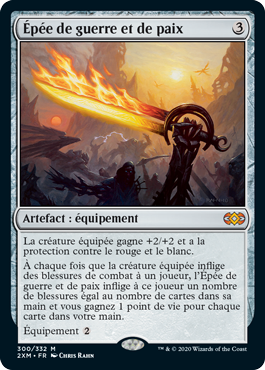 Épée de guerre et de paix 3
Artefact : équipement
La créature équipée gagne +2/+2 et a la
protection contre le rouge et le blanc.
À chaque fois que la créature équipée inflige
des blessures de combat à un joueur, l'Épée de
guerre et de paix inflige à ce joueur un nombre
de blessures égal au nombre de cartes dans sa
main et vous gagnez 1 point de vie pour chaque
carte dans votre main.
Équipement 2
300/332 M
2XM • FR Chris Rahn
™ & © 2020 Wizards of the Coast